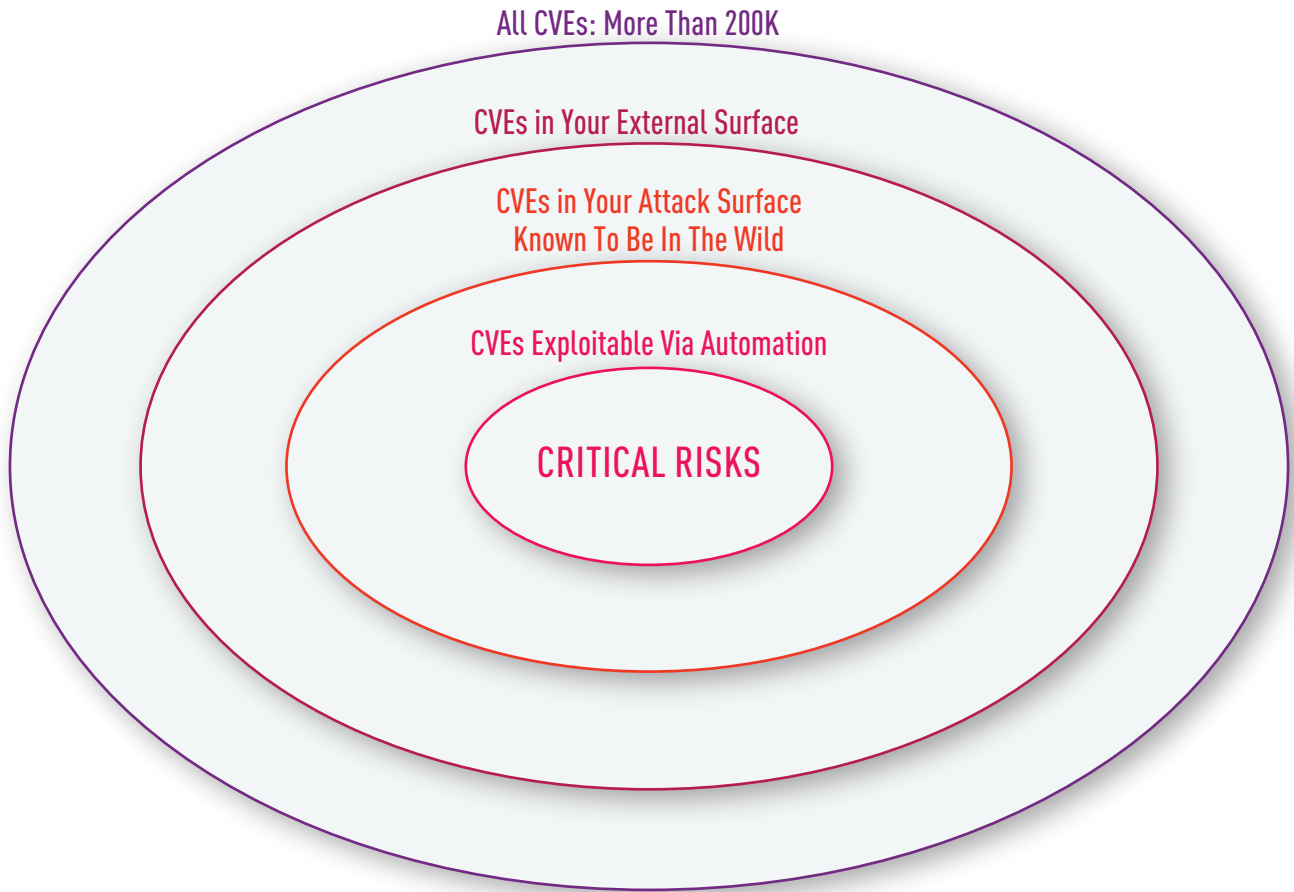 All CVEs: More Than 200K
CVEs in Your External Surface
CVEs in Your Attack Surface
Known To Be In The Wild
CVEs Exploitable Via Automation
CRITICAL RISKS